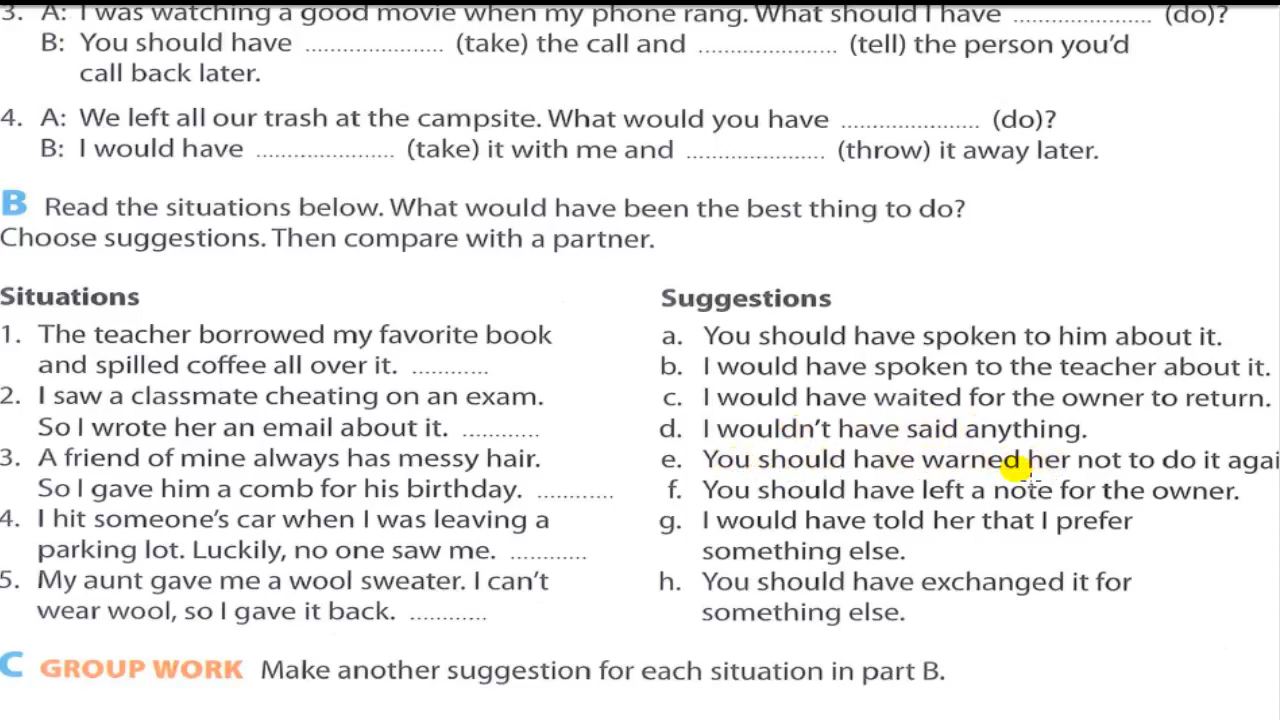 3. A: I was watching a good movie when my phone rang. What should I have ........................ (do)?
B: You should have ........................ (take) the call and ........................ (tell) the person you'd
call back later.
4. A: We left all our trash at the campsite. What would you have ........................ (do)?
B: I would have ........................ (take) it with me and ........................ (throw) it away later.
B Read the situations below. What would have been the best thing to do?
Choose suggestions. Then compare with a partner.
Situations
1. The teacher borrowed my favorite book
and spilled coffee all over it. .............
2. I saw a classmate cheating on an exam.
So I wrote her an email about it. .............
3. A friend of mine always has messy hair.
So I gave him a comb for his birthday. .............
4. I hit someone's car when I was leaving a
parking lot. Luckily, no one saw me. .............
5. My aunt gave me a wool sweater. I can't
wear wool, so I gave it back. .............
Suggestions
a. You should have spoken to him about it.
b. I would have spoken to the teacher about it.
c. I would have waited for the owner to return.
d. I wouldn't have said anything.
e. You should have warned her not to do it agai
f. You should have left a note for the owner.
g. I would have told her that I prefer
something else.
h. You should have exchanged it for
something else.
C GROUP WORK Make another suggestion for each situation in part B.